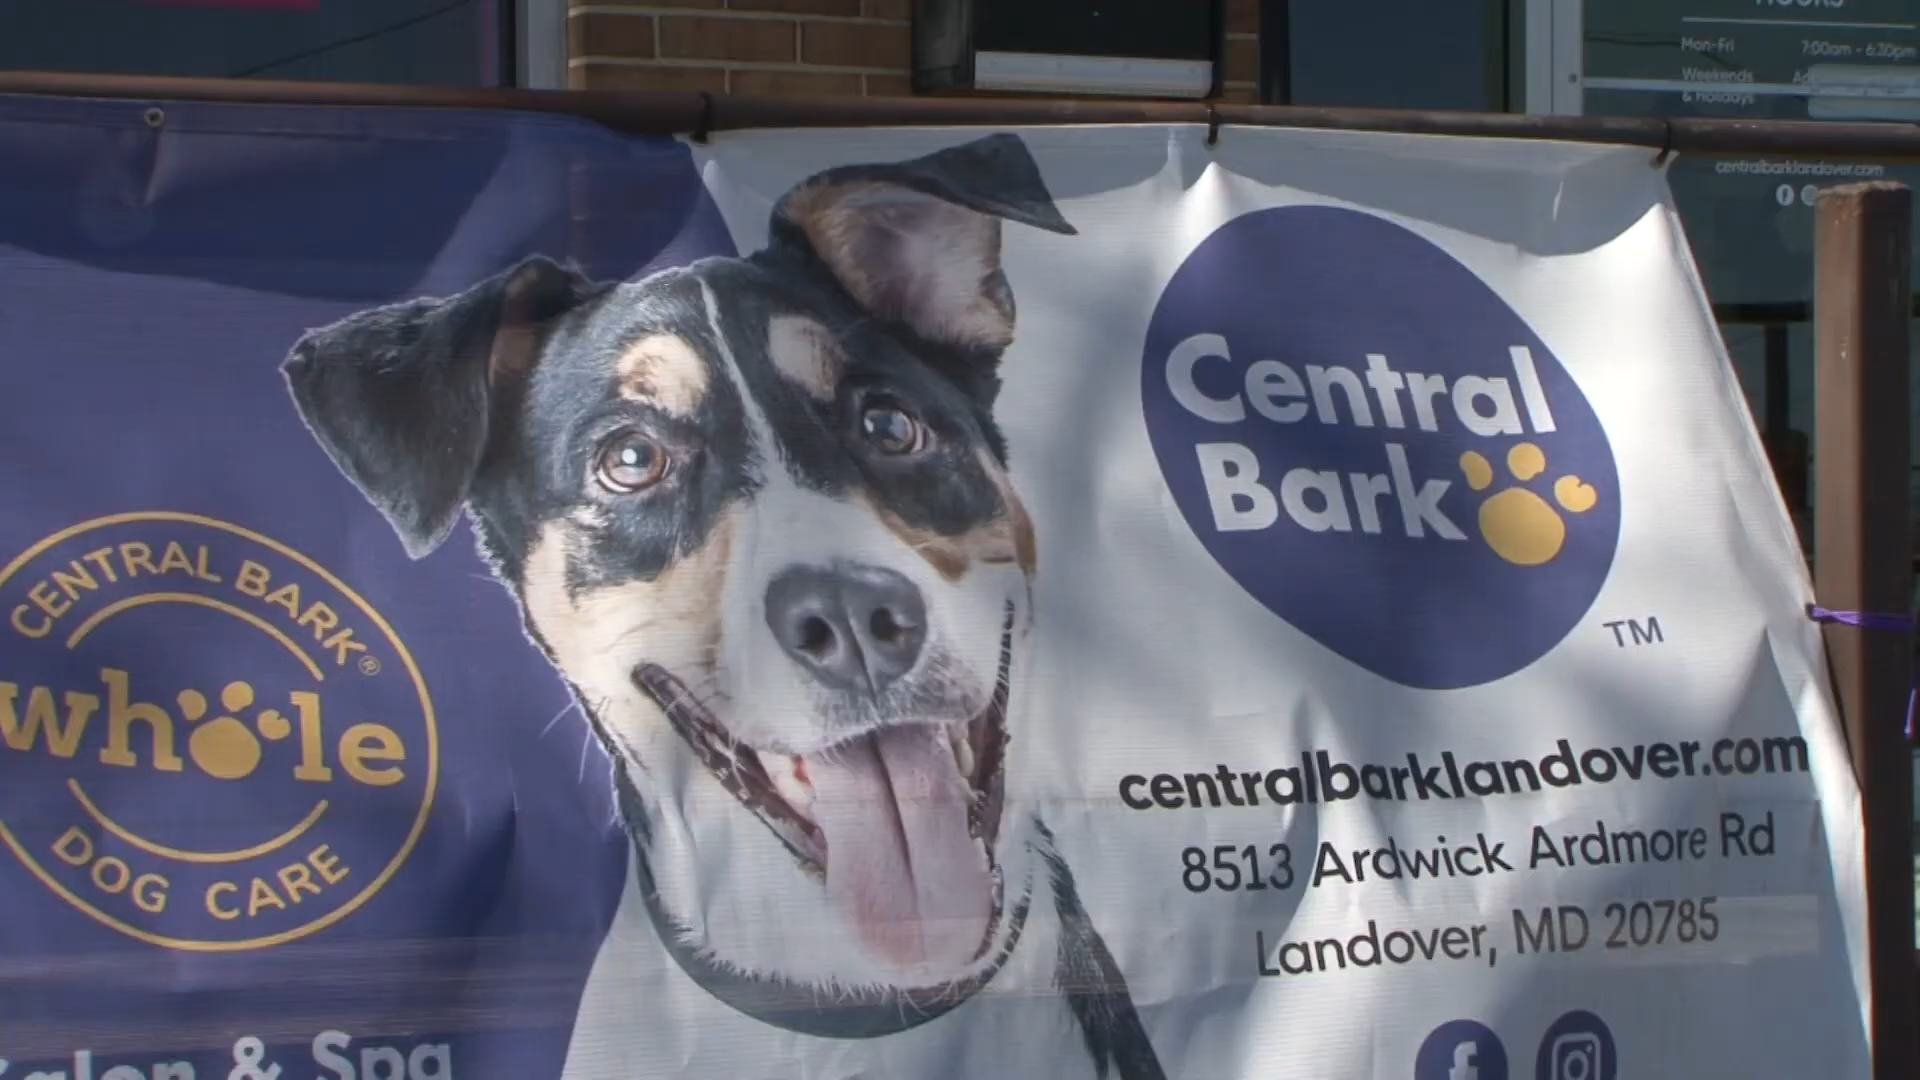 HOURS
Mon-Fri 7:00am - 6:30pm
Weekends
& Holidays
centralbarklandover.com
Central
Bark
TM
CENTRAL BARK®
whole
DOG CARE
centralbarklandover.com
8513 Ardwick Ardmore Rd
Landover, MD 20785
& Spa